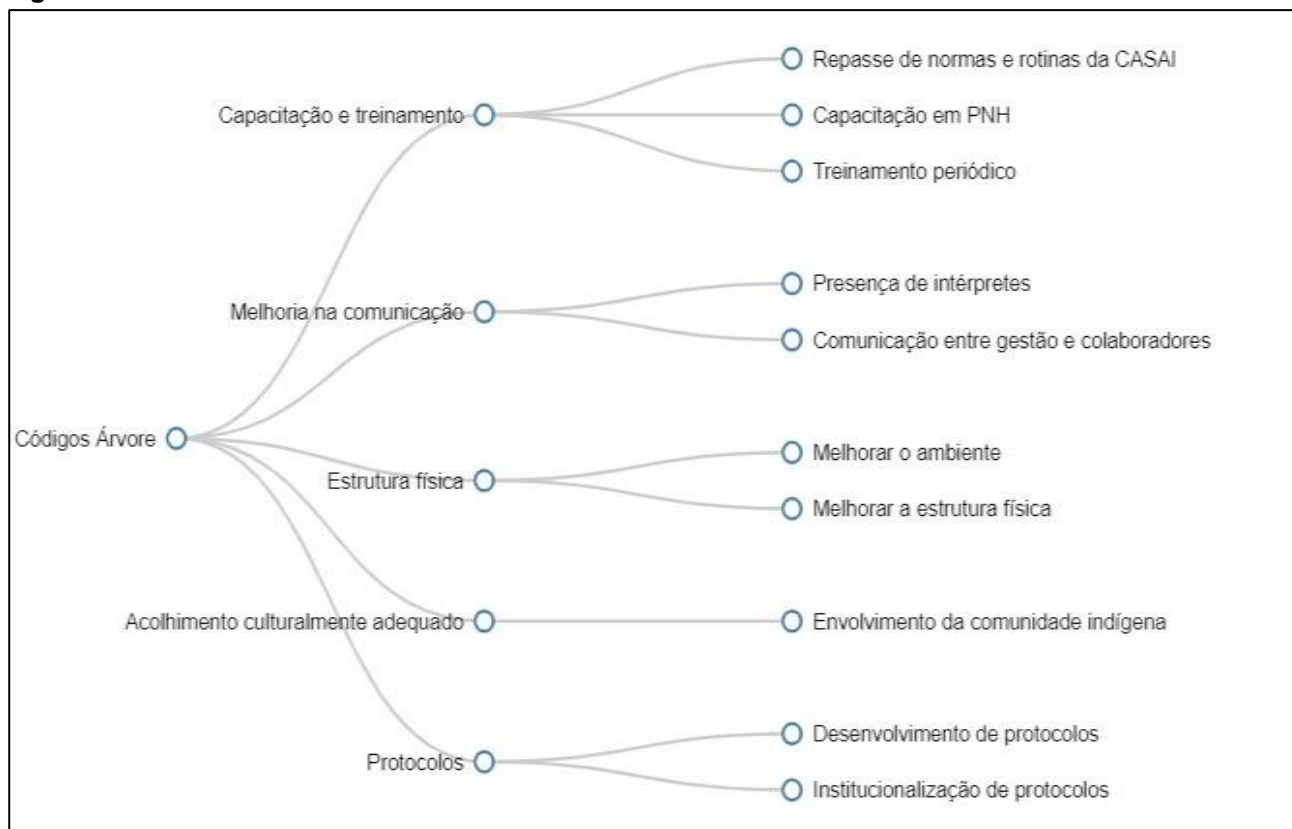 Repasse de normas e rotinas da CASAI
Capacitação e treinamento
Capacitação em PNH
Treinamento periódico
Presença de intérpretes
Melhoria na comunicação
Comunicação entre gestão e colaboradores
Códigos Árvore
Melhorar o ambiente
Estrutura física
Melhorar a estrutura física
Acolhimento culturalmente adequado
Envolvimento da comunidade indígena
Desenvolvimento de protocolos
Protocolos
Institucionalização de protocolos